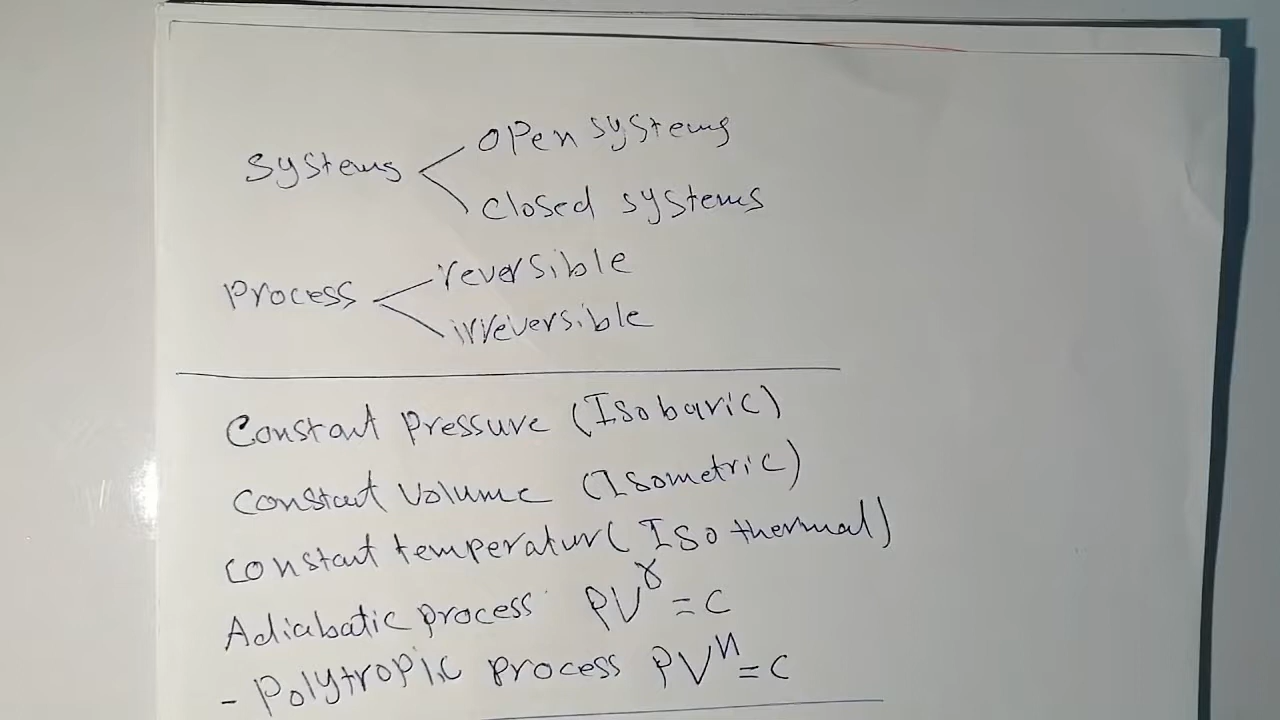 Systems < open systems
closed systems
Process < reversible
irreversible
Constant Pressure (Isobaric)
Constant Volume (Isometric)
Constant temperatur (Isothermal)
Adiabatic process PV^γ = C
- Polytropic process PV^n = C